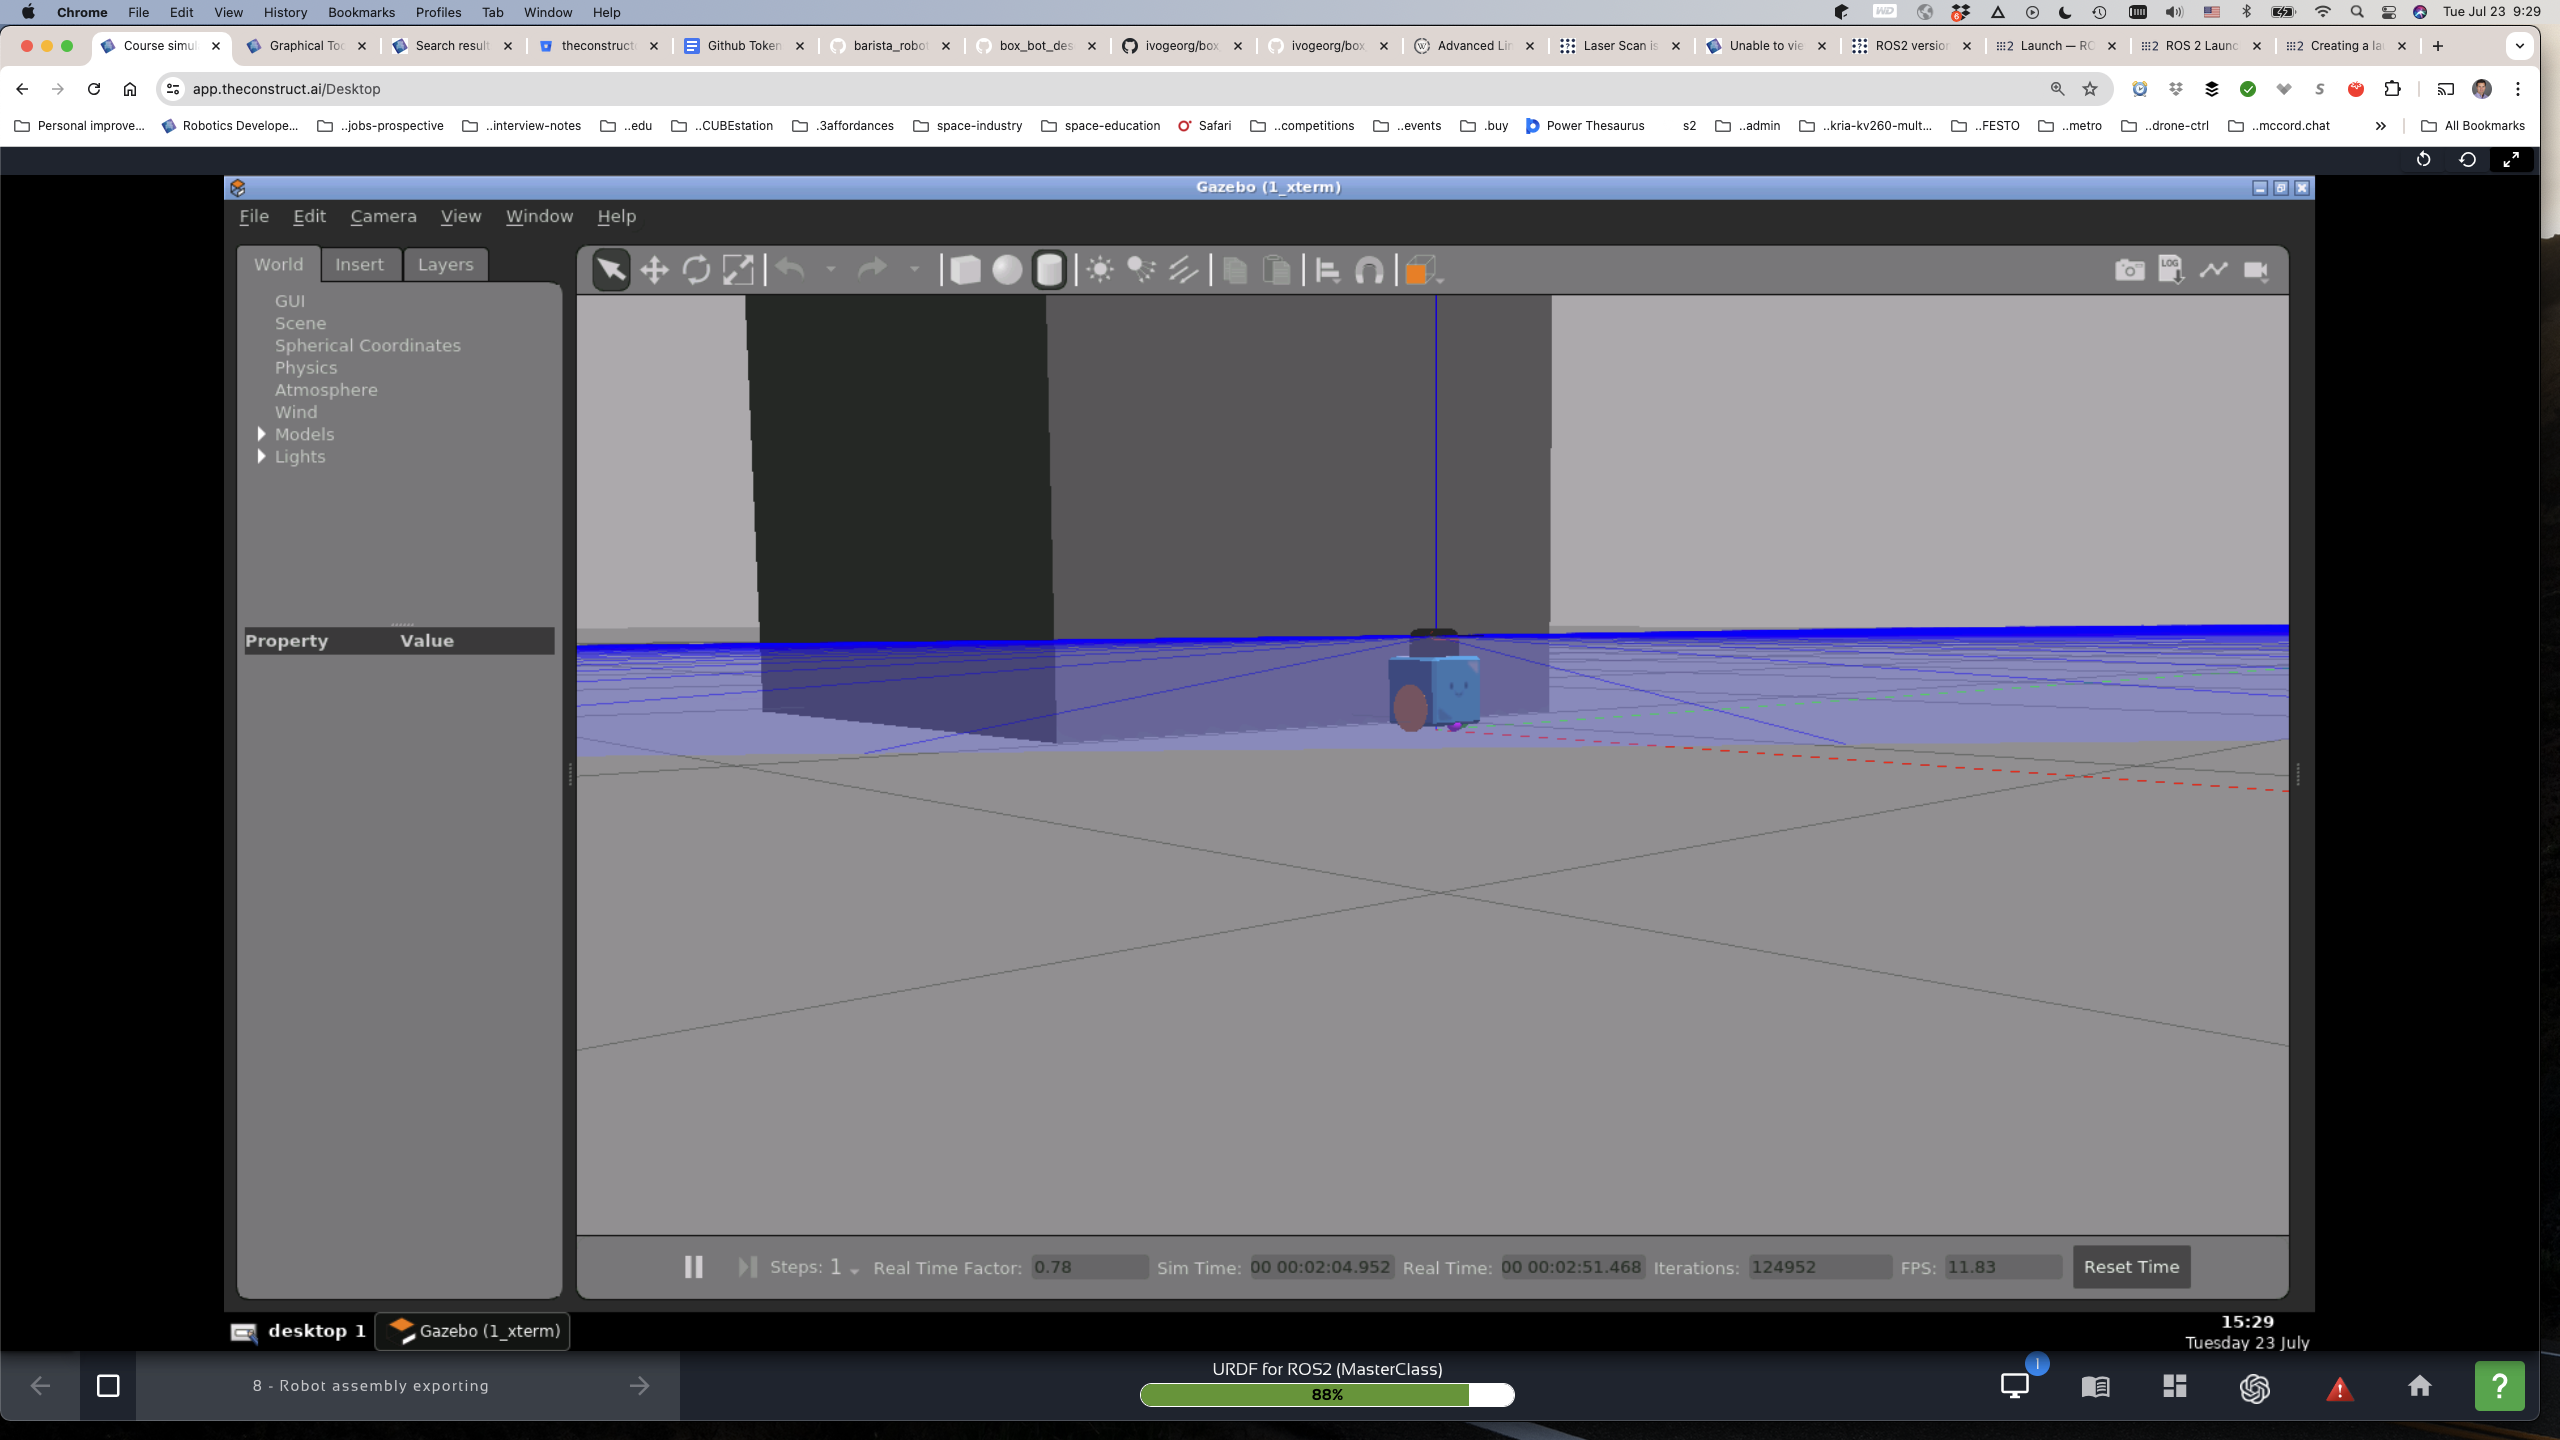 Chrome File Edit View History Bookmarks Profiles Tab Window Help Tue Jul 23 9:29
Course simul Graphical Too Search result theconstruct Github Token barista_robot box_bot_des ivogeorg/box ivogeorg/box Advanced Lin Laser Scan is Unable to vie ROS2 version Launch — RO ROS 2 Launc Creating a la
app.theconstruct.ai/Desktop
Personal improve... Robotics Develope... ..jobs-prospective ..interview-notes ..edu ..CUBEstation .3affordances space-industry space-education Safari ..competitions ..events .buy Power Thesaurus s2 ..admin ..kria-kv260-mult... ..FESTO ..metro ..drone-ctrl ..mccord.chat » All Bookmarks
Gazebo (1_xterm)
File Edit Camera View Window Help
World Insert Layers
LOG
GUI
Scene
Spherical Coordinates
Physics
Atmosphere
Wind
Models
Lights
Property Value
Steps: 1 Real Time Factor: 0.78 Sim Time: 00 00:02:04.952 Real Time: 00 00:02:51.468 Iterations: 124952 FPS: 11.83 Reset Time
desktop 1 Gazebo (1_xterm)
15:29
Tuesday 23 July
8 - Robot assembly exporting
URDF for ROS2 (MasterClass)
88%
1
?